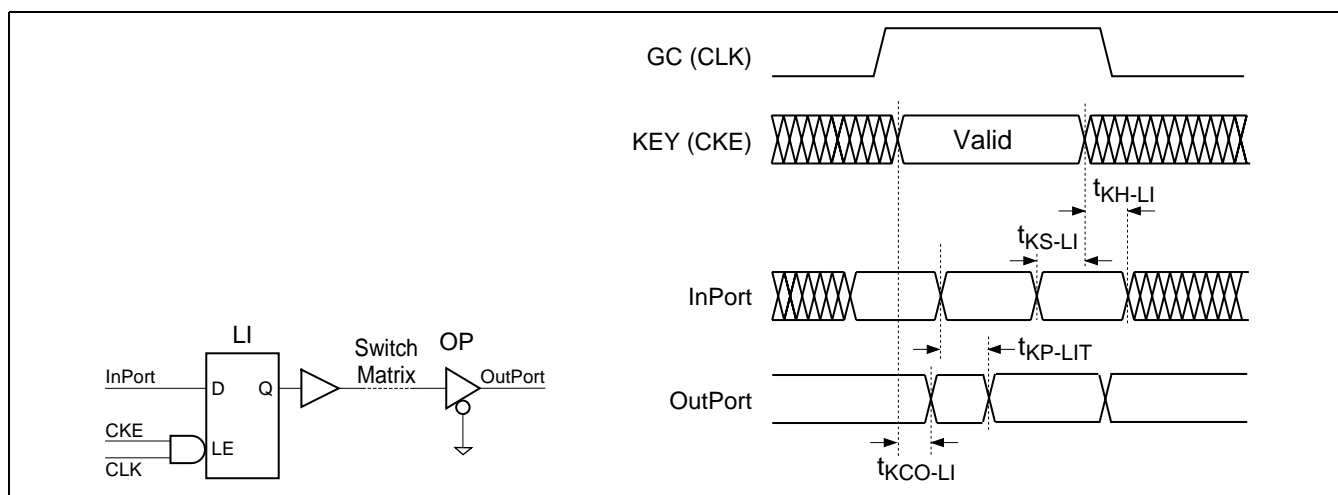 LI
OP
Switch
Matrix
InPort
D
Q
OutPort
CKE
LE
CLK
GC (CLK)
KEY (CKE)
Valid
tKH-LI
tKS-LI
InPort
tKP-LIT
OutPort
tKCO-LI